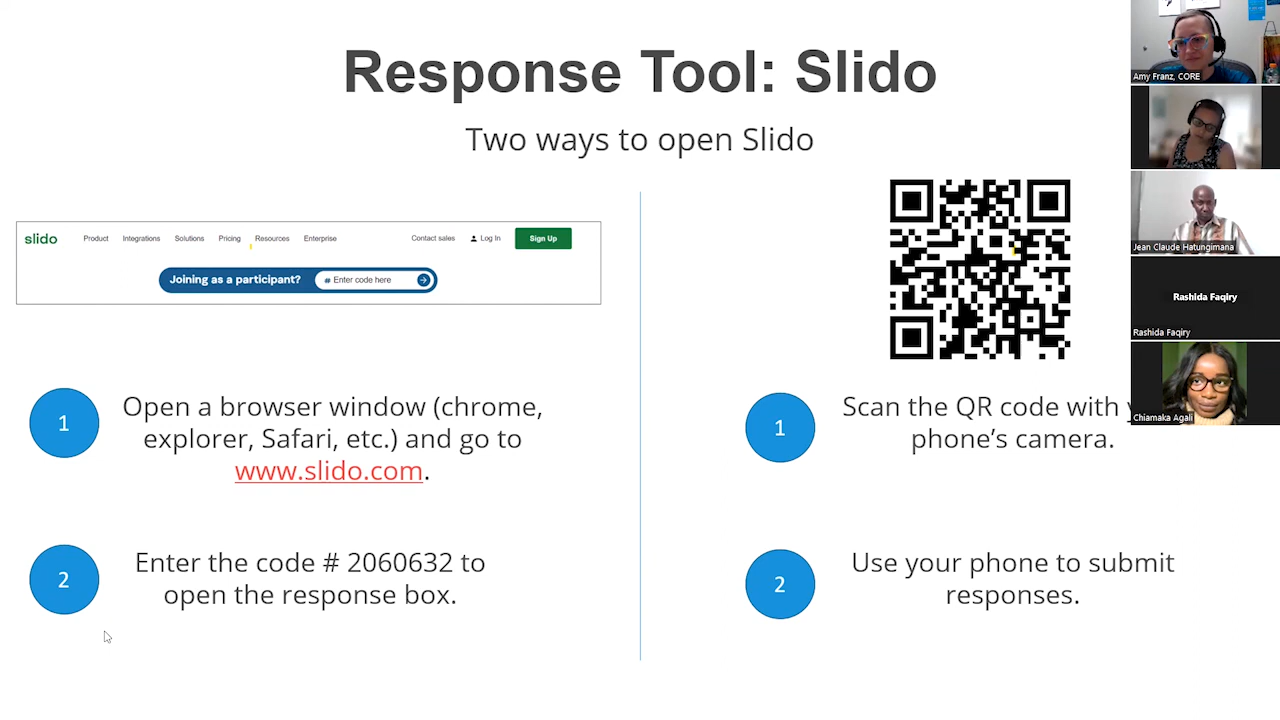 Response Tool: Slido
Two ways to open Slido
slido Product Integrations Solutions Pricing Resources Enterprise Contact sales Log In Sign Up
Joining as a participant? # Enter code here
1
Open a browser window (chrome,
explorer, Safari, etc.) and go to
www.slido.com.
2
Enter the code # 2060632 to
open the response box.
1
Scan the QR code with
phone’s camera.
2
Use your phone to submit
responses.
Amy Franz, CORE
Jean Claude Hatungimana
Rashida Faqiry
Rashida Faqiry
Chiamaka Agali